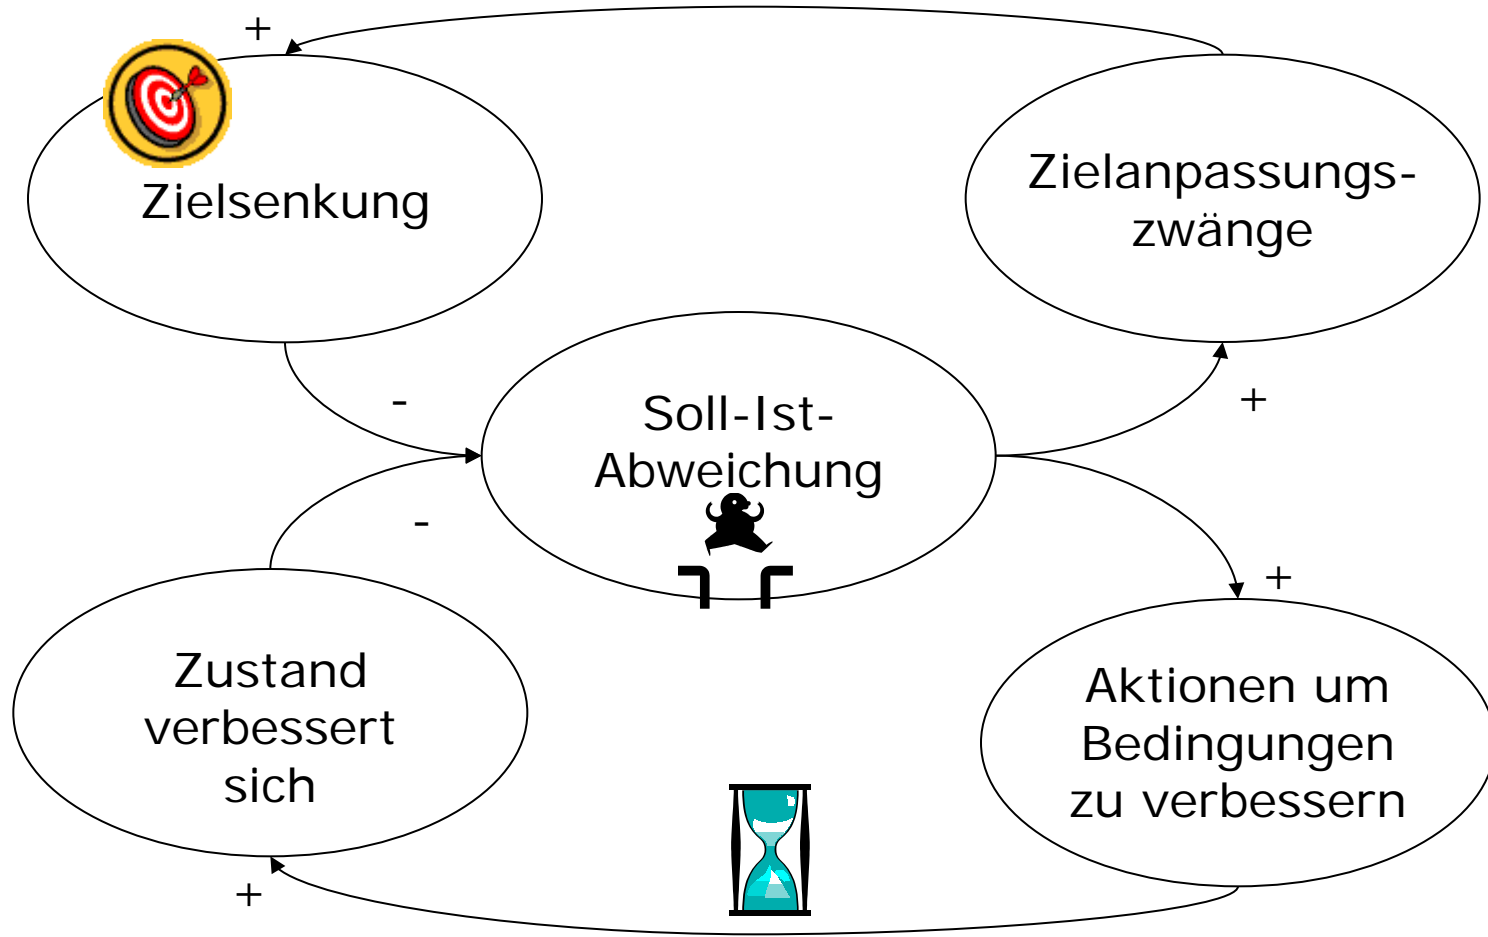 +
Zielsenkung
Zielanpassungs-
zwänge
-
+
Soll-Ist-
Abweichung
-
+
Zustand
verbessert
sich
Aktionen um
Bedingungen
zu verbessern
+